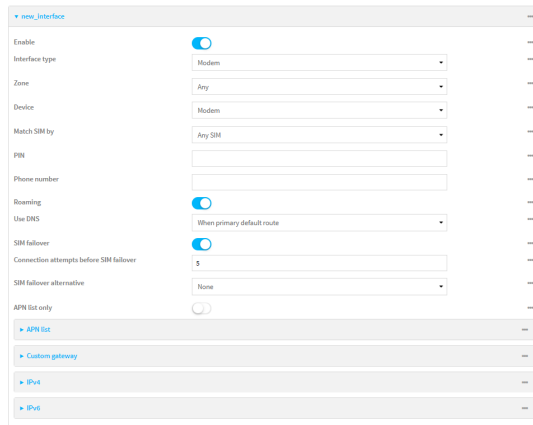 new_interface
Enable
Interface type
Modem
Zone
Any
Device
Modem
Match SIM by
Any SIM
PIN
Phone number
Roaming
Use DNS
When primary default route
SIM failover
Connection attempts before SIM failover
5
SIM failover alternative
None
APN list only
APN list
Custom gateway
IPv4
IPv6